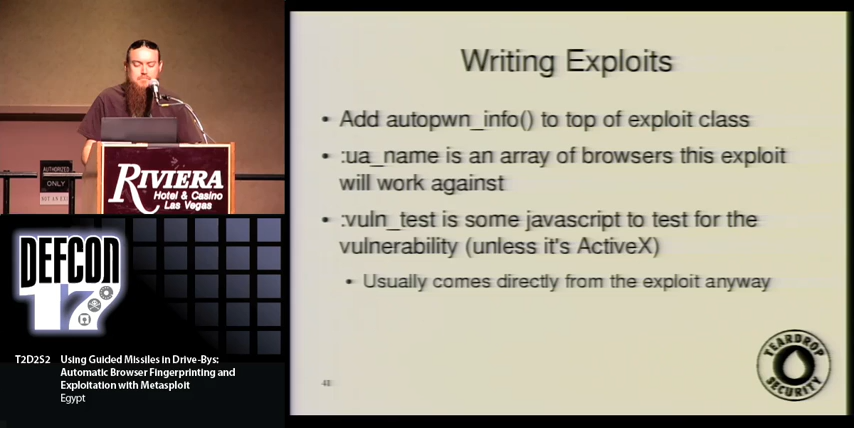 Writing Exploits
• Add autopwn_info() to top of exploit class
• :ua_name is an array of browsers this exploit
will work against
• :vuln_test is some javascript to test for the
vulnerability (unless it's ActiveX)
• Usually comes directly from the exploit anyway
TEARDROP
SECURITY
AUTHORIZED
ONLY
RIVIERA
Hotel & Casino
Las Vegas
DEFCON
17
T2D2S2 Using Guided Missiles in Drive-Bys:
Automatic Browser Fingerprinting and
Exploitation with Metasploit
Egypt